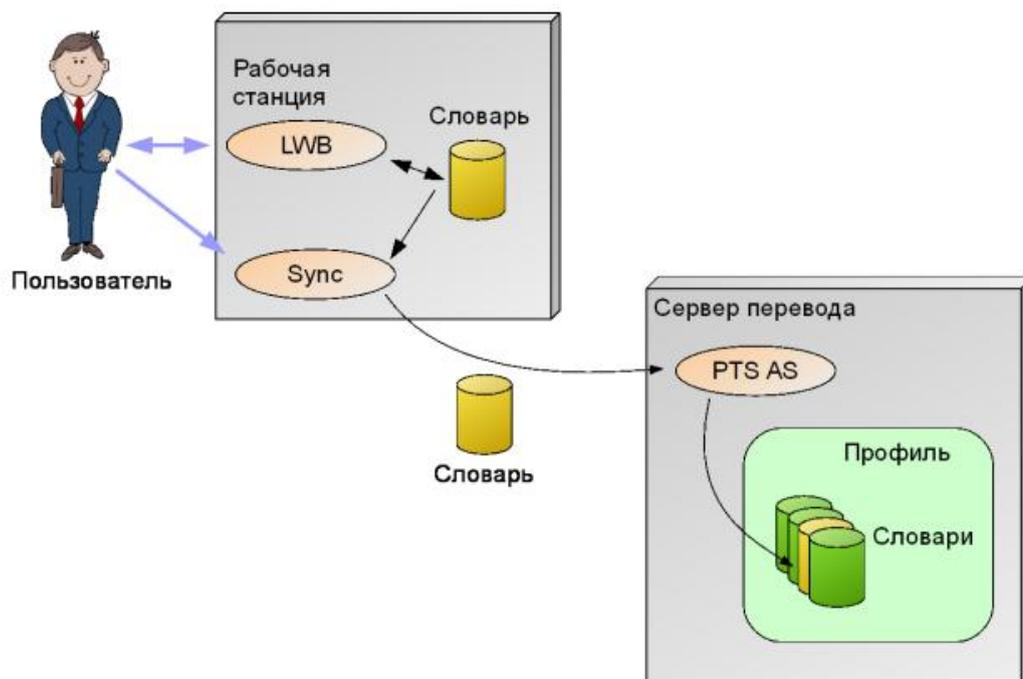 Рабочая
станция
Словарь
LWB
Sync
Пользователь
Сервер перевода
PTS AS
Словарь
Профиль
Словари